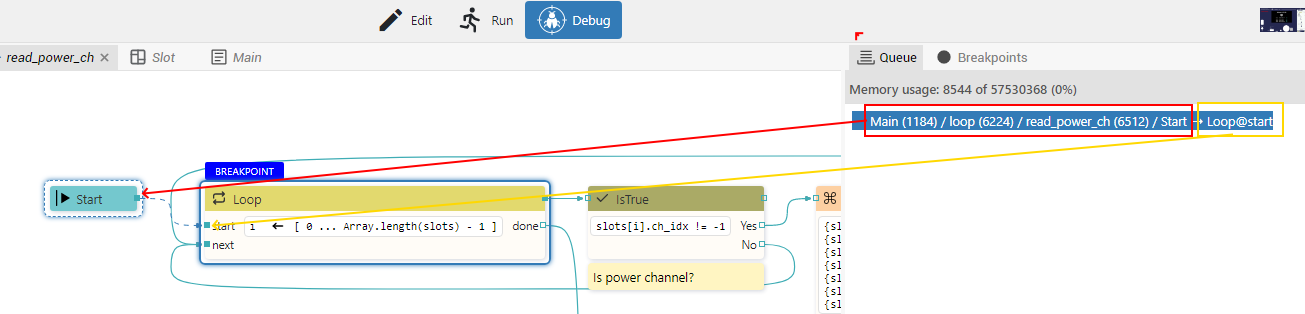 Edit Run Debug
read_power_ch × Slot Main
Queue Breakpoints
Memory usage: 8544 of 57530368 (0%)
Main (1184) / loop (6224) / read_power_ch (6512) / Start → Loop@start
BREAKPOINT
Start Loop IsTrue ⌘
start i ← [ 0 ... Array.length(slots) - 1 ] done slots[i].ch_idx != -1 Yes
next No
Is power channel?
{sl
{sl
{sl
{sl
{sl
{sl
{sl